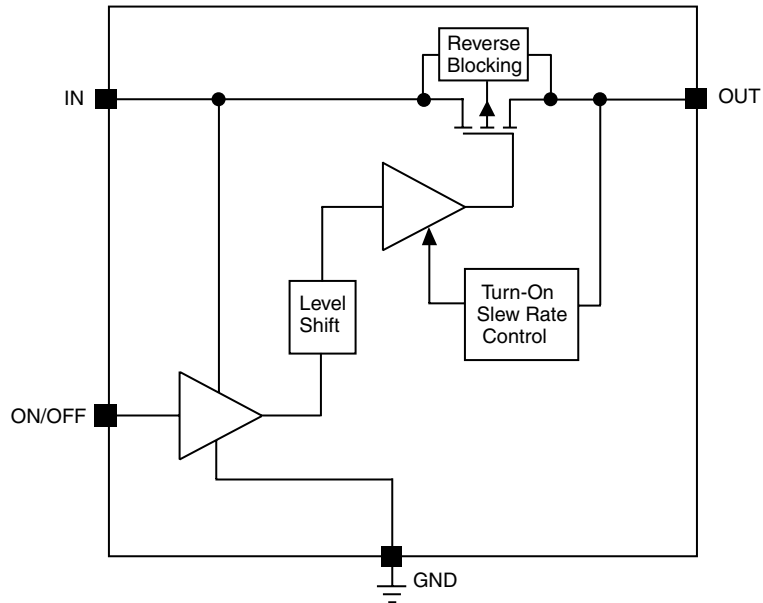 Reverse
Blocking
IN
OUT
Level
Shift
Turn-On
Slew Rate
Control
ON/OFF
GND